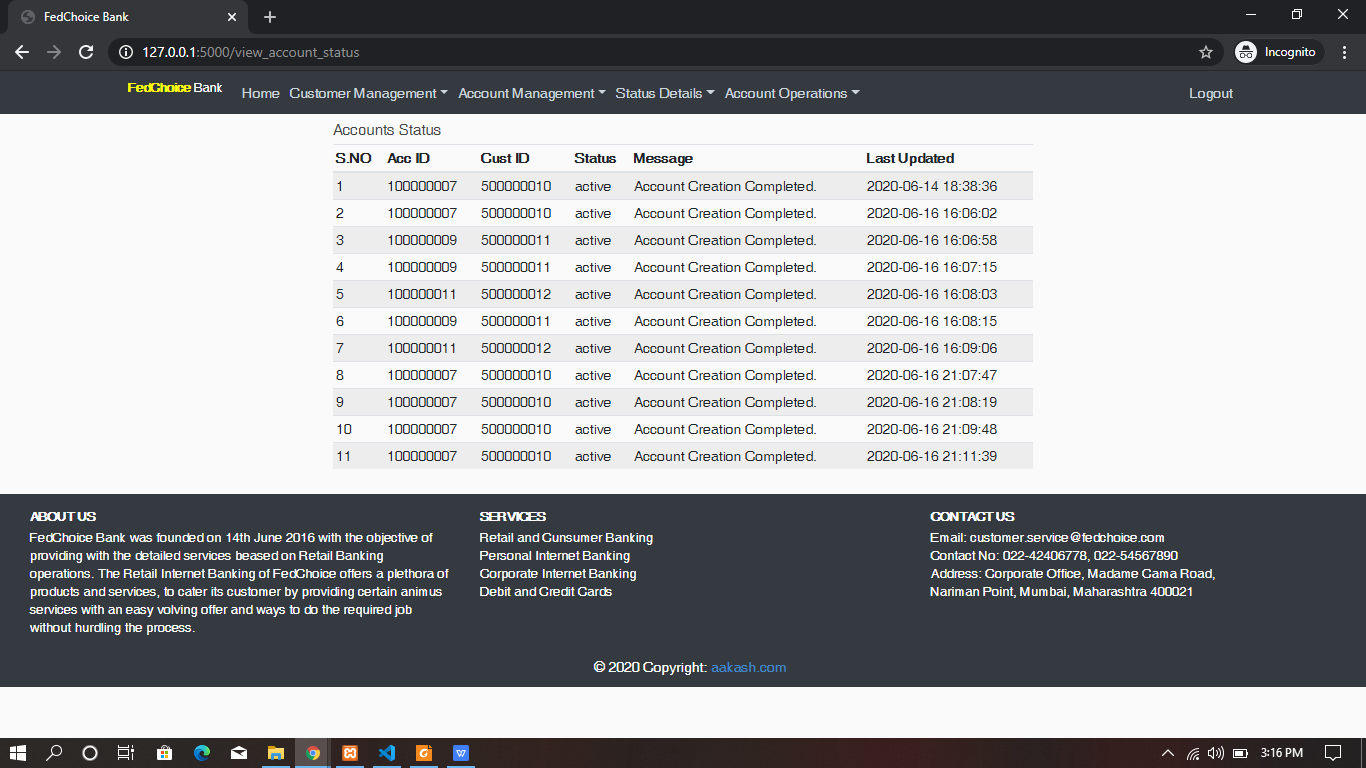 FedChoice Bank
127.0.0.1:5000/view_account_status
Incognito
FedChoice Bank Home Customer Management Account Management Status Details Account Operations Logout
Accounts Status
S.NO Acc ID Cust ID Status Message Last Updated
1 100000007 500000010 active Account Creation Completed. 2020-06-14 18:38:36
2 100000007 500000010 active Account Creation Completed. 2020-06-16 16:06:02
3 100000009 500000011 active Account Creation Completed. 2020-06-16 16:06:58
4 100000009 500000011 active Account Creation Completed. 2020-06-16 16:07:15
5 100000011 500000012 active Account Creation Completed. 2020-06-16 16:08:03
6 100000009 500000011 active Account Creation Completed. 2020-06-16 16:08:15
7 100000011 500000012 active Account Creation Completed. 2020-06-16 16:09:06
8 100000007 500000010 active Account Creation Completed. 2020-06-16 21:07:47
9 100000007 500000010 active Account Creation Completed. 2020-06-16 21:08:19
10 100000007 500000010 active Account Creation Completed. 2020-06-16 21:09:48
11 100000007 500000010 active Account Creation Completed. 2020-06-16 21:11:39
ABOUT US
FedChoice Bank was founded on 14th June 2016 with the objective of
providing with the detailed services beased on Retail Banking
operations. The Retail Internet Banking of FedChoice offers a plethora of
products and services, to cater its customer by providing certain animus
services with an easy volving offer and ways to do the required job
without hurdling the process.
SERVICES
Retail and Cunsumer Banking
Personal Internet Banking
Corporate Internet Banking
Debit and Credit Cards
CONTACT US
Email: customer.service@fedchoice.com
Contact No: 022-42406778, 022-54567890
Address: Corporate Office, Madame Cama Road,
Nariman Point, Mumbai, Maharashtra 400021
© 2020 Copyright: aakash.com
3:16 PM